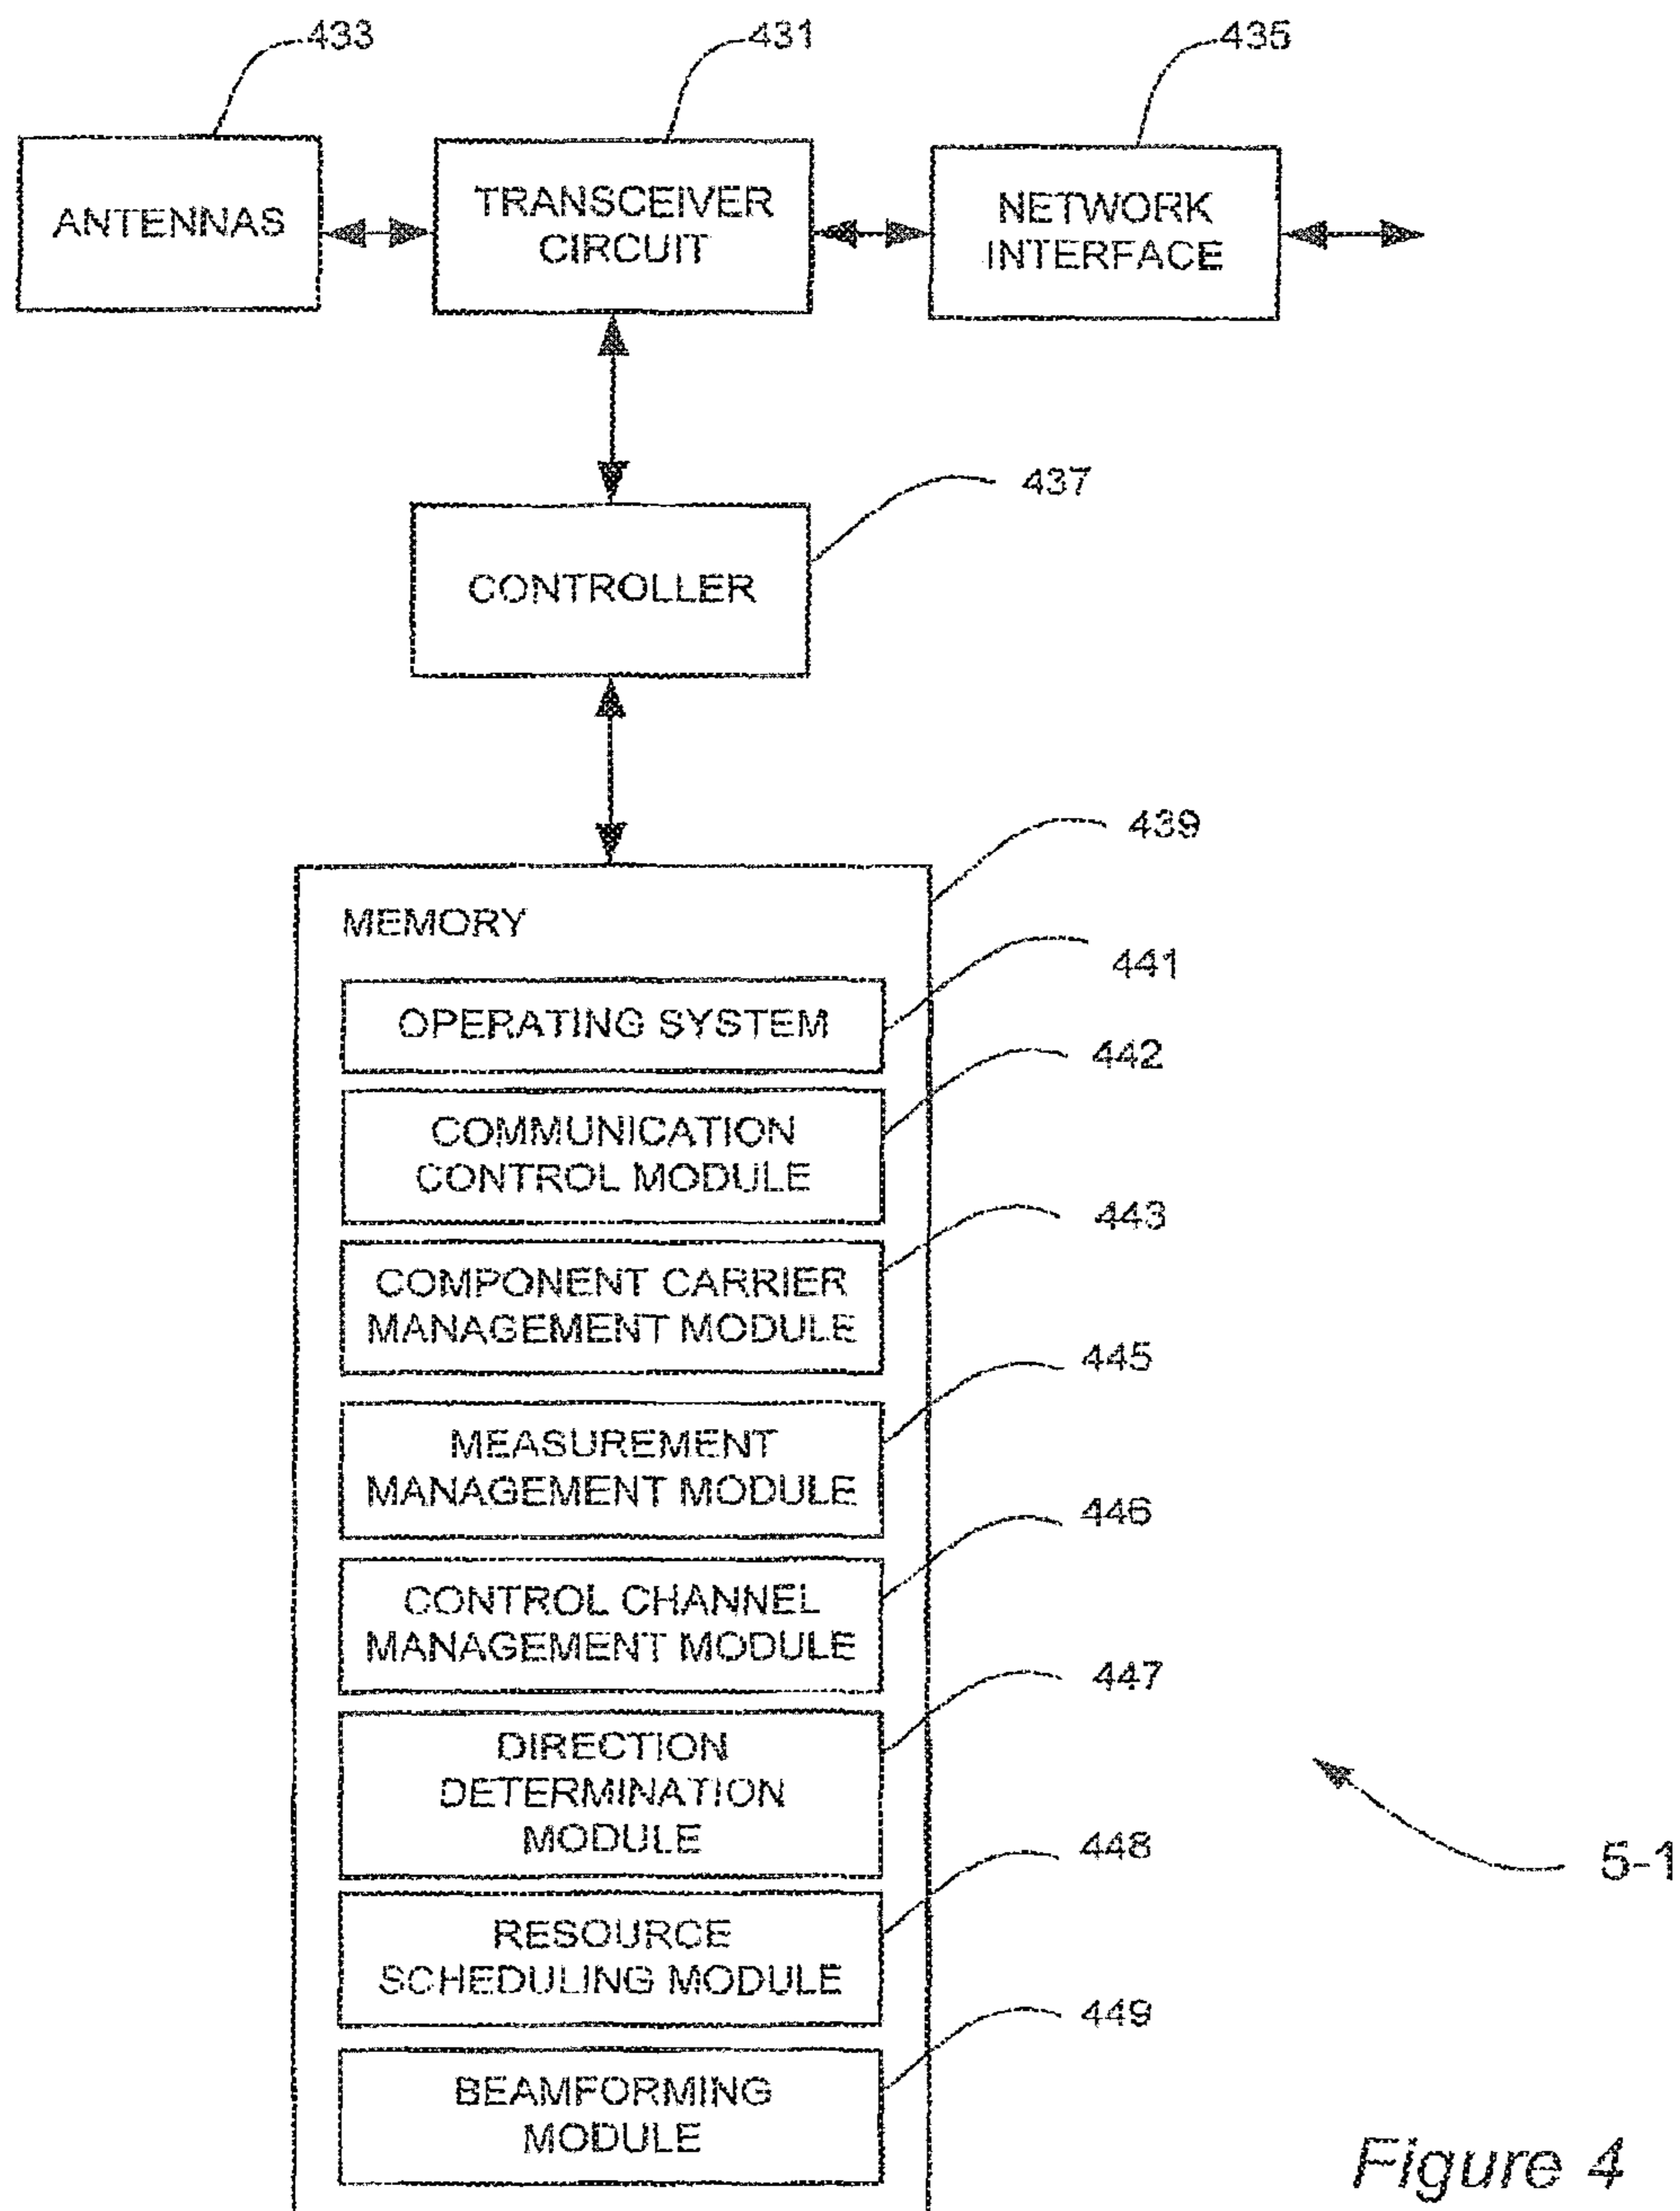 433
431
435
ANTENNAS
TRANSCEIVER
CIRCUIT
NETWORK
INTERFACE
437
CONTROLLER
439
MEMORY
441
OPERATING SYSTEM
442
COMMUNICATION
CONTROL MODULE
443
COMPONENT CARRIER
MANAGEMENT MODULE
445
MEASUREMENT
MANAGEMENT MODULE
446
CONTROL CHANNEL
MANAGEMENT MODULE
447
DIRECTION
DETERMINATION
MODULE
448
5-1
RESOURCE
SCHEDULING MODULE
449
BEAMFORMING
MODULE
Figure 4